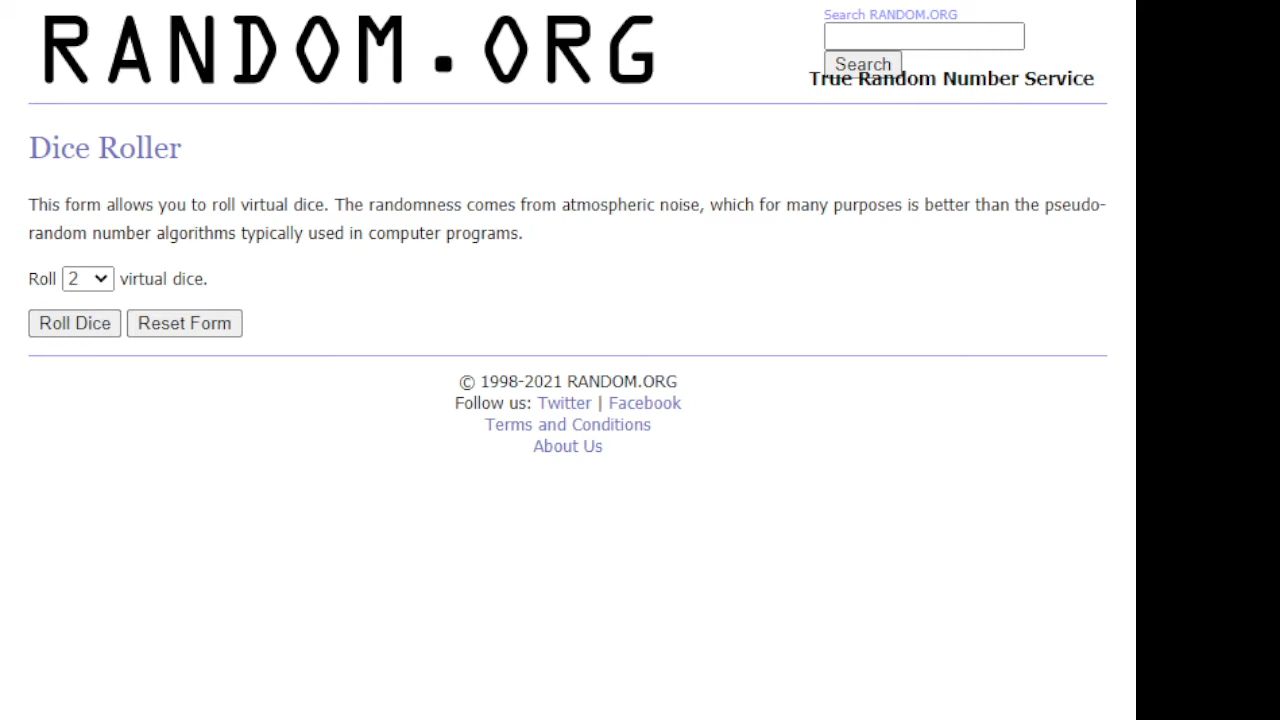 RANDOM.ORG
Search RANDOM.ORG
Search
True Random Number Service
Dice Roller
This form allows you to roll virtual dice. The randomness comes from atmospheric noise, which for many purposes is better than the pseudo-
random number algorithms typically used in computer programs.
Roll 2 virtual dice.
Roll Dice Reset Form
© 1998-2021 RANDOM.ORG
Follow us: Twitter | Facebook
Terms and Conditions
About Us